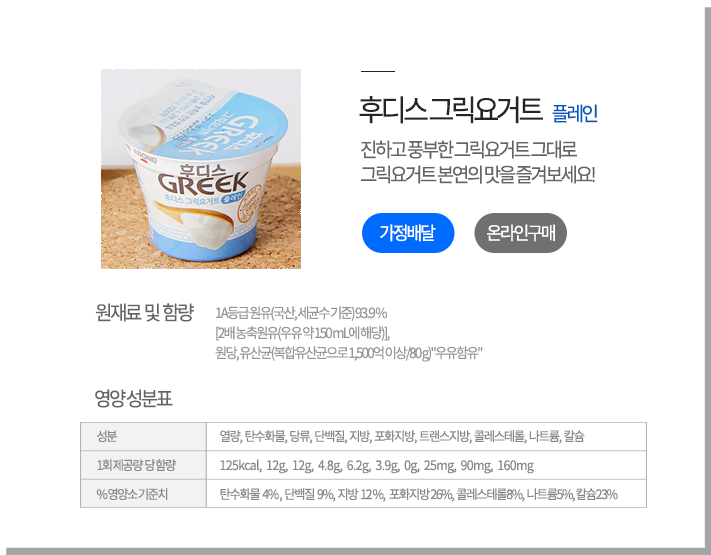 후디스 그릭요거트 플레인
진하고 풍부한 그릭요거트 그대로
그릭요거트 본연의 맛을 즐겨보세요!
가정배달 온라인구매
후디스
GREEK
후디스 그릭요거트 플레인
원재료 및 함량
1A등급 원유(국산, 세균수 기준) 93.9%
[2배 농축원유(우유 약 150mL에 해당)],
원당, 유산균(복합유산균으로 1,500억 이상/80g)"우유함유"
영양 성분표
성분 열량, 탄수화물, 당류, 단백질, 지방, 포화지방, 트랜스지방, 콜레스테롤, 나트륨, 칼슘
1회 제공량 당 함량 125kcal, 12g, 12g, 4.8g, 6.2g, 3.9g, 0g, 25mg, 90mg, 160mg
% 영양소 기준치 탄수화물 4%, 단백질 9%, 지방 12%, 포화지방 26%, 콜레스테롤8%, 나트륨5%, 칼슘23%